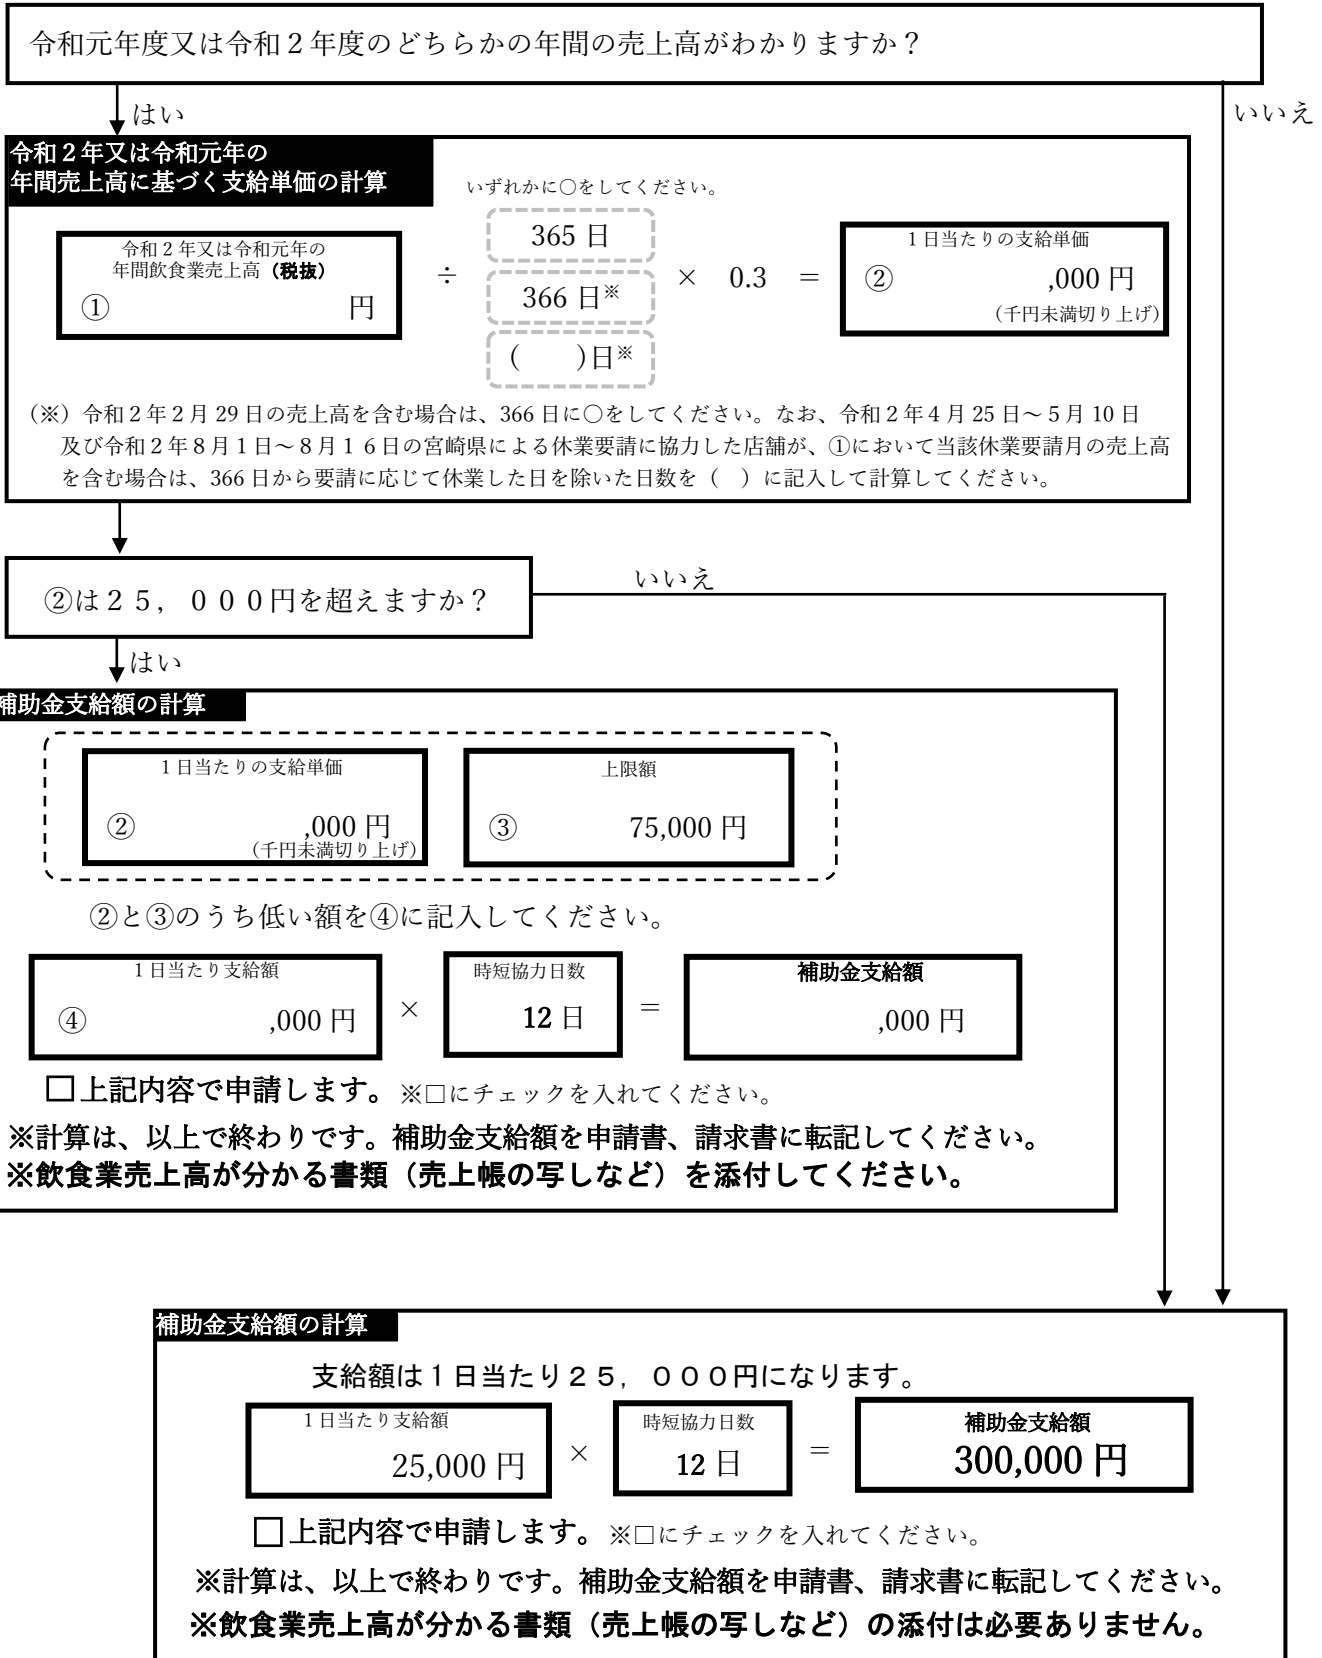 令和元年度又は令和２年度のどちらかの年間の売上高がわかりますか？
はい
いいえ
令和２年又は令和元年の
年間売上高に基づく支給単価の計算
いずれかに○をしてください。
令和２年又は令和元年の
年間飲食業売上高（税抜）
① 円
÷
365 日
366 日※
(　　)日※
×　0.3　＝
１日当たりの支給単価
② ,000 円
（千円未満切り上げ）
（※）令和２年２月 29 日の売上高を含む場合は、366 日に○をしてください。なお、令和２年４月 25 日～５月 10 日
及び令和２年８月１日～８月１６日の宮崎県による休業要請に協力した店舗が、①において当該休業要請月の売上高
を含む場合は、366 日から要請に応じて休業した日を除いた日数を（　）に記入して計算してください。
②は２５，０００円を超えますか？
いいえ
はい
補助金支給額の計算
１日当たりの支給単価
② ,000 円
（千円未満切り上げ）
上限額
③ 75,000 円
②と③のうち低い額を④に記入してください。
１日当たり支給額
④ ,000 円
×
時短協力日数
12 日
＝
補助金支給額
,000 円
□上記内容で申請します。※□にチェックを入れてください。
※計算は、以上で終わりです。補助金支給額を申請書、請求書に転記してください。
※飲食業売上高が分かる書類（売上帳の写しなど）を添付してください。
補助金支給額の計算
支給額は１日当たり２５，０００円になります。
１日当たり支給額
25,000 円
×
時短協力日数
12 日
＝
補助金支給額
300,000 円
□上記内容で申請します。※□にチェックを入れてください。
※計算は、以上で終わりです。補助金支給額を申請書、請求書に転記してください。
※飲食業売上高が分かる書類（売上帳の写しなど）の添付は必要ありません。